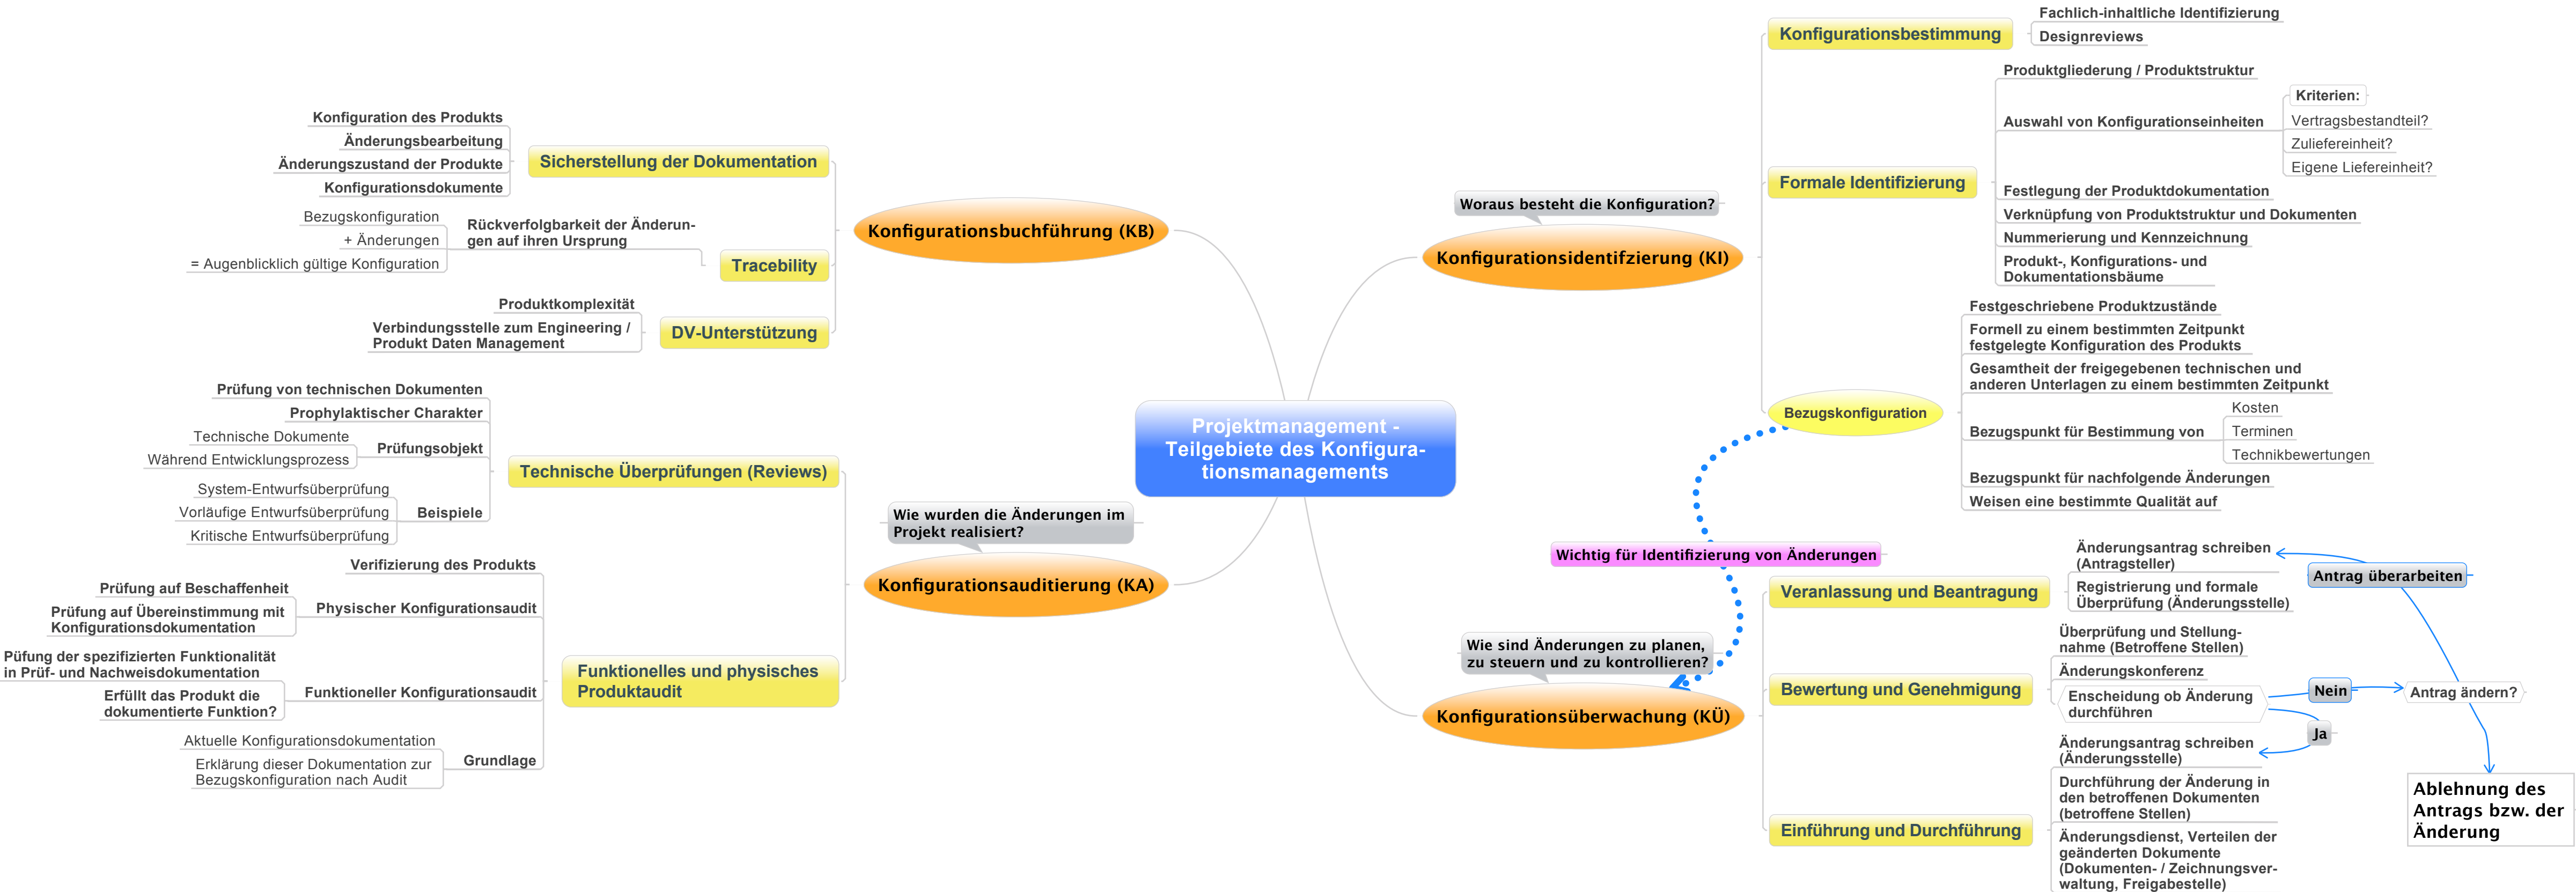 Projektmanagement -
Teilgebiete des Konfigura-
tionsmanagements
Woraus besteht die Konfiguration?
Konfigurationsidentifzierung (KI)
Konfigurationsbestimmung
Fachlich-inhaltliche Identifizierung
Designreviews
Formale Identifizierung
Produktgliederung / Produktstruktur
Auswahl von Konfigurationseinheiten
Kriterien:
Vertragsbestandteil?
Zuliefereinheit?
Eigene Liefereinheit?
Festlegung der Produktdokumentation
Verknüpfung von Produktstruktur und Dokumenten
Nummerierung und Kennzeichnung
Produkt-, Konfigurations- und
Dokumentationsbäume
Bezugskonfiguration
Festgeschriebene Produktzustände
Formell zu einem bestimmten Zeitpunkt
festgelegte Konfiguration des Produkts
Gesamtheit der freigegebenen technischen und
anderen Unterlagen zu einem bestimmten Zeitpunkt
Bezugspunkt für Bestimmung von
Kosten
Terminen
Technikbewertungen
Bezugspunkt für nachfolgende Änderungen
Weisen eine bestimmte Qualität auf
Wichtig für Identifizierung von Änderungen
Wie sind Änderungen zu planen,
zu steuern und zu kontrollieren?
Konfigurationsüberwachung (KÜ)
Veranlassung und Beantragung
Änderungsantrag schreiben
(Antragsteller)
Registrierung und formale
Überprüfung (Änderungsstelle)
Antrag überarbeiten
Bewertung und Genehmigung
Überprüfung und Stellung-
nahme (Betroffene Stellen)
Änderungskonferenz
Enscheidung ob Änderung
durchführen
Nein
Antrag ändern?
Ja
Ablehnung des
Antrags bzw. der
Änderung
Einführung und Durchführung
Änderungsantrag schreiben
(Änderungsstelle)
Durchführung der Änderung in
den betroffenen Dokumenten
(betroffene Stellen)
Änderungsdienst, Verteilen der
geänderten Dokumente
(Dokumenten- / Zeichnungsver-
waltung, Freigabestelle)
Konfigurationsbuchführung (KB)
Sicherstellung der Dokumentation
Konfiguration des Produkts
Änderungsbearbeitung
Änderungszustand der Produkte
Konfigurationsdokumente
Tracebility
Rückverfolgbarkeit der Änderun-
gen auf ihren Ursprung
Bezugskonfiguration
+ Änderungen
= Augenblicklich gültige Konfiguration
DV-Unterstützung
Produktkomplexität
Verbindungsstelle zum Engineering /
Produkt Daten Management
Wie wurden die Änderungen im
Projekt realisiert?
Konfigurationsauditierung (KA)
Technische Überprüfungen (Reviews)
Prüfung von technischen Dokumenten
Prophylaktischer Charakter
Prüfungsobjekt
Technische Dokumente
Während Entwicklungsprozess
Beispiele
System-Entwurfsüberprüfung
Vorläufige Entwurfsüberprüfung
Kritische Entwurfsüberprüfung
Funktionelles und physisches
Produktaudit
Verifizierung des Produkts
Physischer Konfigurationsaudit
Prüfung auf Beschaffenheit
Prüfung auf Übereinstimmung mit
Konfigurationsdokumentation
Funktioneller Konfigurationsaudit
Püfung der spezifizierten Funktionalität
in Prüf- und Nachweisdokumentation
Erfüllt das Produkt die
dokumentierte Funktion?
Grundlage
Aktuelle Konfigurationsdokumentation
Erklärung dieser Dokumentation zur
Bezugskonfiguration nach Audit